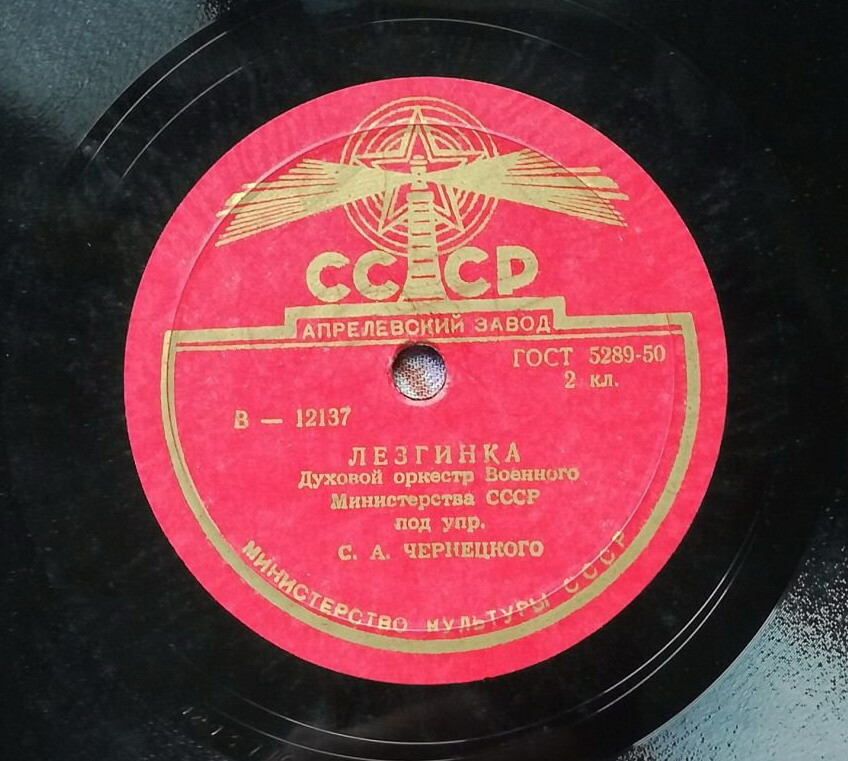 СССР
АПРЕЛЕВСКИЙ ЗАВОД
ГОСТ 5289-50
2 кл.
В — 12137
ЛЕЗГИНКА
Духовой оркестр Военного
Министерства СССР
под упр.
С. А. ЧЕРНЕЦКОГО
МИНИСТЕРСТВО КУЛЬТУРЫ СССР